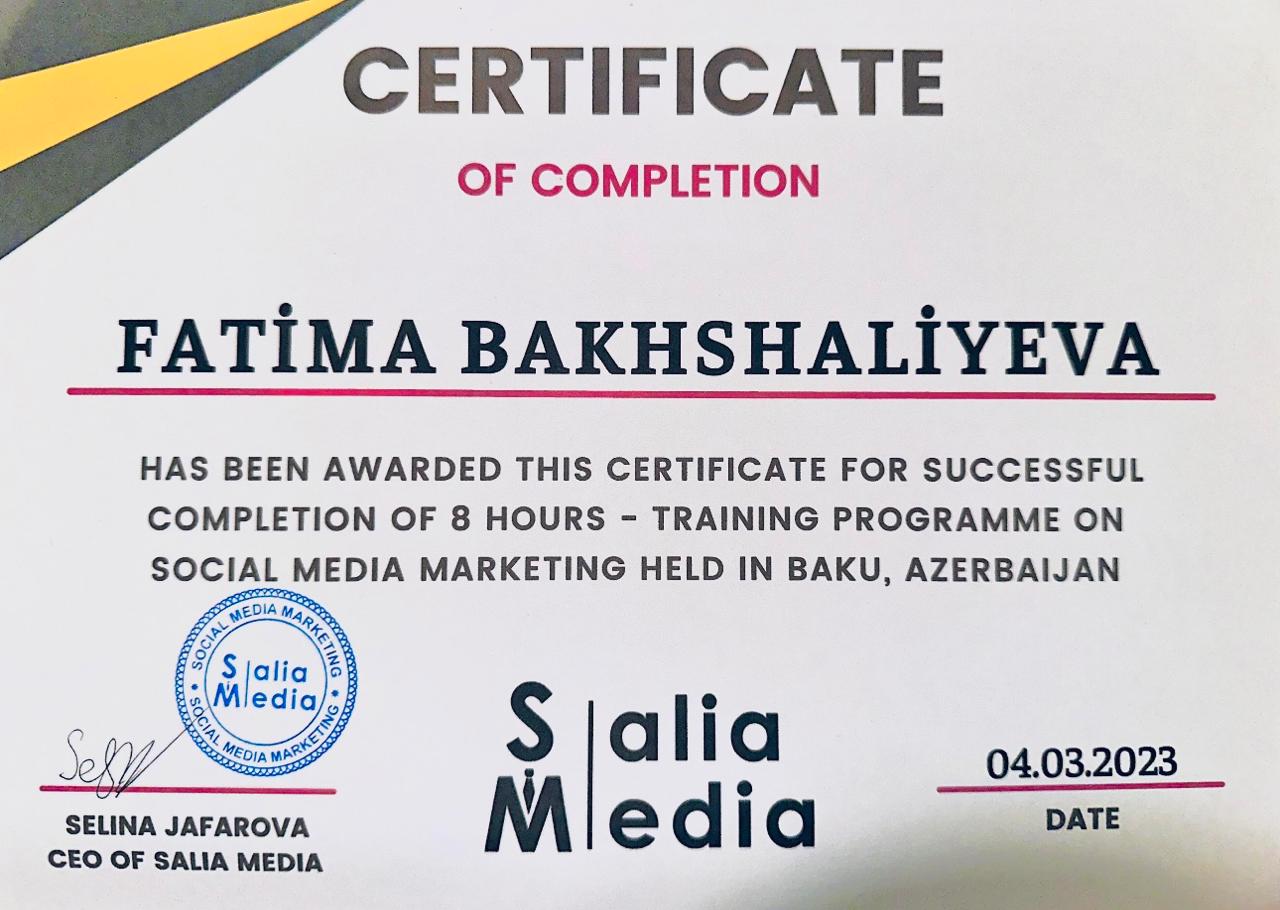 CERTIFICATE
OF COMPLETION
FATİMA BAKHSHALİYEVA
HAS BEEN AWARDED THIS CERTIFICATE FOR SUCCESSFUL
COMPLETION OF 8 HOURS - TRAINING PROGRAMME ON
SOCIAL MEDIA MARKETING HELD IN BAKU, AZERBAIJAN
SOCIAL MEDIA MARKETING
Salia
Media
SOCIAL MEDIA MARKETING
SELINA JAFAROVA
CEO OF SALIA MEDIA
Salia
Media
04.03.2023
DATE